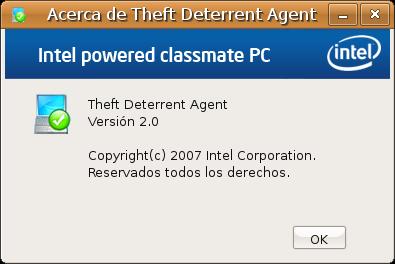 Acerca de Theft Deterrent Agent
Intel powered classmate PC
intel
Theft Deterrent Agent
Versión 2.0
Copyright(c) 2007 Intel Corporation.
Reservados todos los derechos.
OK